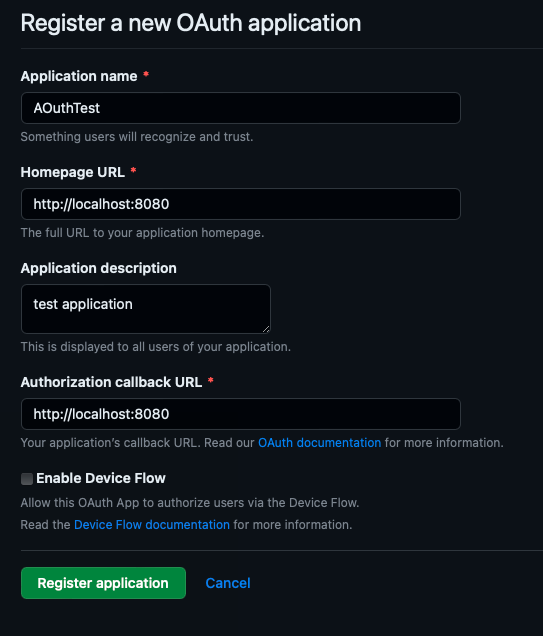 Register a new OAuth application
Application name *
AOuthTest
Something users will recognize and trust.
Homepage URL *
http://localhost:8080
The full URL to your application homepage.
Application description
test application
This is displayed to all users of your application.
Authorization callback URL *
http://localhost:8080
Your application's callback URL. Read our OAuth documentation for more information.
Enable Device Flow
Allow this OAuth App to authorize users via the Device Flow.
Read the Device Flow documentation for more information.
Register application Cancel